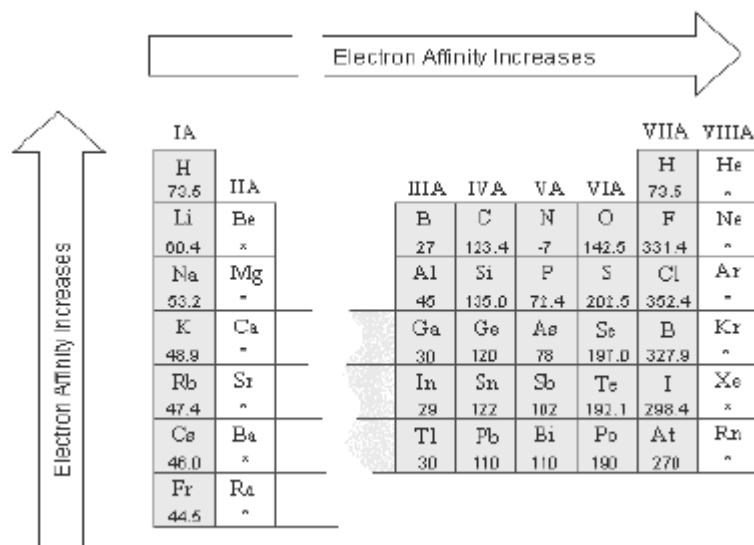 Electron Affinity Increases
Electron Affinity Increases
IA VIIA VIIIA
H IIA IIIA IVA VA VIA H He
73.5 73.5 *
Li Be B C N O F Ne
60.4 * 27 123.4 -7 142.5 331.4
Na Mg Al Si P S Cl Ar
53.2 * 45 135.0 72.4 202.5 352.4 *
K Ca Ga Ge As Se B Kr
48.9 * 30 120 78 197.0 327.9 *
Rb Sr In Sn Sb Te I Xe
47.4 * 29 122 102 192.1 298.4 *
Cs Ba Tl Pb Bi Po At Rn
46.0 * 30 110 110 190 270 *
Fr Ra
44.5 *